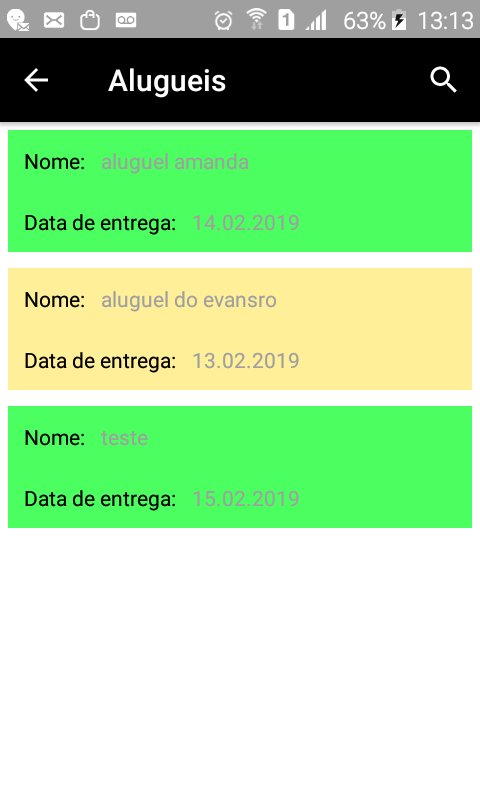 1 63% 13:13
Alugueis
Nome: aluguel amanda
Data de entrega: 14.02.2019
Nome: aluguel do evansro
Data de entrega: 13.02.2019
Nome: teste
Data de entrega: 15.02.2019